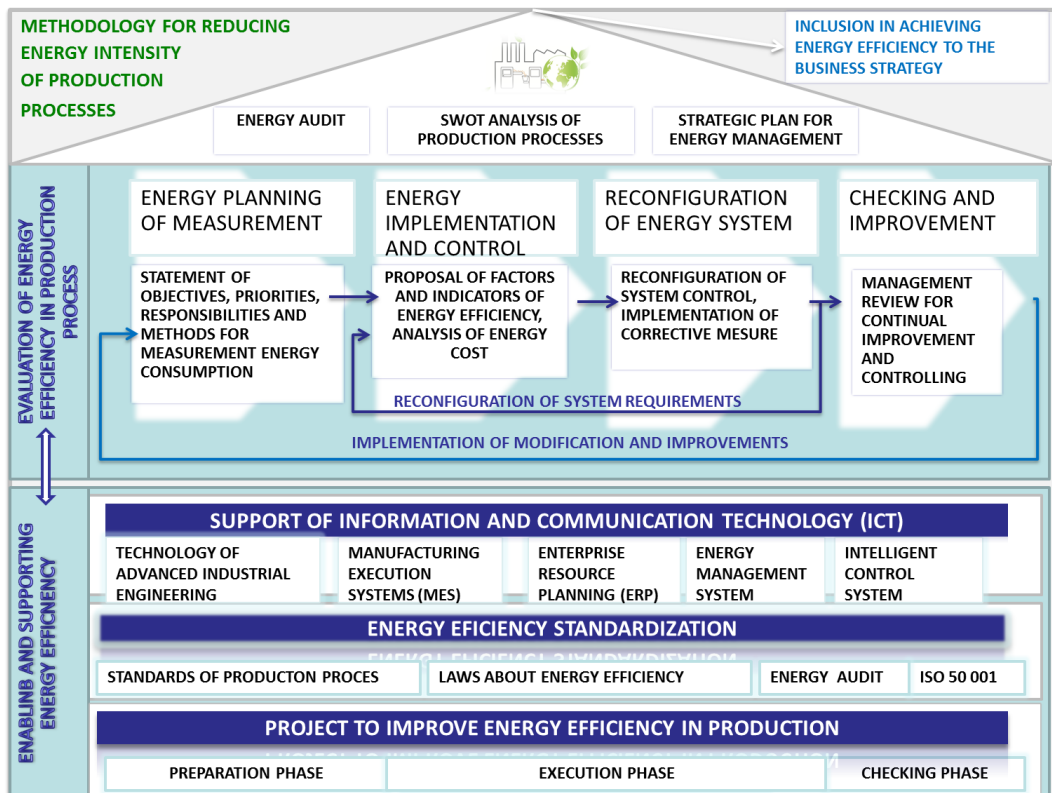 METHODOLOGY FOR REDUCING
ENERGY INTENSITY
OF PRODUCTION
PROCESSES
INCLUSION IN ACHIEVING
ENERGY EFFICIENCY TO THE
BUSINESS STRATEGY
ENERGY AUDIT
SWOT ANALYSIS OF
PRODUCTION PROCESSES
STRATEGIC PLAN FOR
ENERGY MANAGEMENT
EVALUATION OF ENERGY
EFFICIENCY IN PRODUCTION
PROCESS
ENERGY PLANNING
OF MEASUREMENT
ENERGY
IMPLEMENTATION
AND CONTROL
RECONFIGURATION
OF ENERGY SYSTEM
CHECKING AND
IMPROVEMENT
STATEMENT OF
OBJECTIVES, PRIORITIES,
RESPONSIBILITIES AND
METHODS FOR
MEASUREMENT ENERGY
CONSUMPTION
PROPOSAL OF FACTORS
AND INDICATORS OF
ENERGY EFFICIENCY,
ANALYSIS OF ENERGY
COST
RECONFIGURATION OF
SYSTEM CONTROL,
IMPLEMENTATION OF
CORRECTIVE MESURE
MANAGEMENT
REVIEW FOR
CONTINUAL
IMPROVEMENT
AND
CONTROLLING
RECONFIGURATION OF SYSTEM REQUIREMENTS
IMPLEMENTATION OF MODIFICATION AND IMPROVEMENTS
ENABLINB AND SUPPORTING
ENERGY EFFICNENCY
SUPPORT OF INFORMATION AND COMMUNICATION TECHNOLOGY (ICT)
TECHNOLOGY OF
ADVANCED INDUSTRIAL
ENGINEERING
MANUFACTURING
EXECUTION
SYSTEMS (MES)
ENTERPRISE
RESOURCE
PLANNING (ERP)
ENERGY
MANAGEMENT
SYSTEM
INTELLIGENT
CONTROL
SYSTEM
ENERGY EFICIENCY STANDARDIZATION
STANDARDS OF PRODUCTON PROCES
LAWS ABOUT ENERGY EFFICIENCY
ENERGY AUDIT
ISO 50 001
PROJECT TO IMPROVE ENERGY EFFICIENCY IN PRODUCTION
PREPARATION PHASE
EXECUTION PHASE
CHECKING PHASE